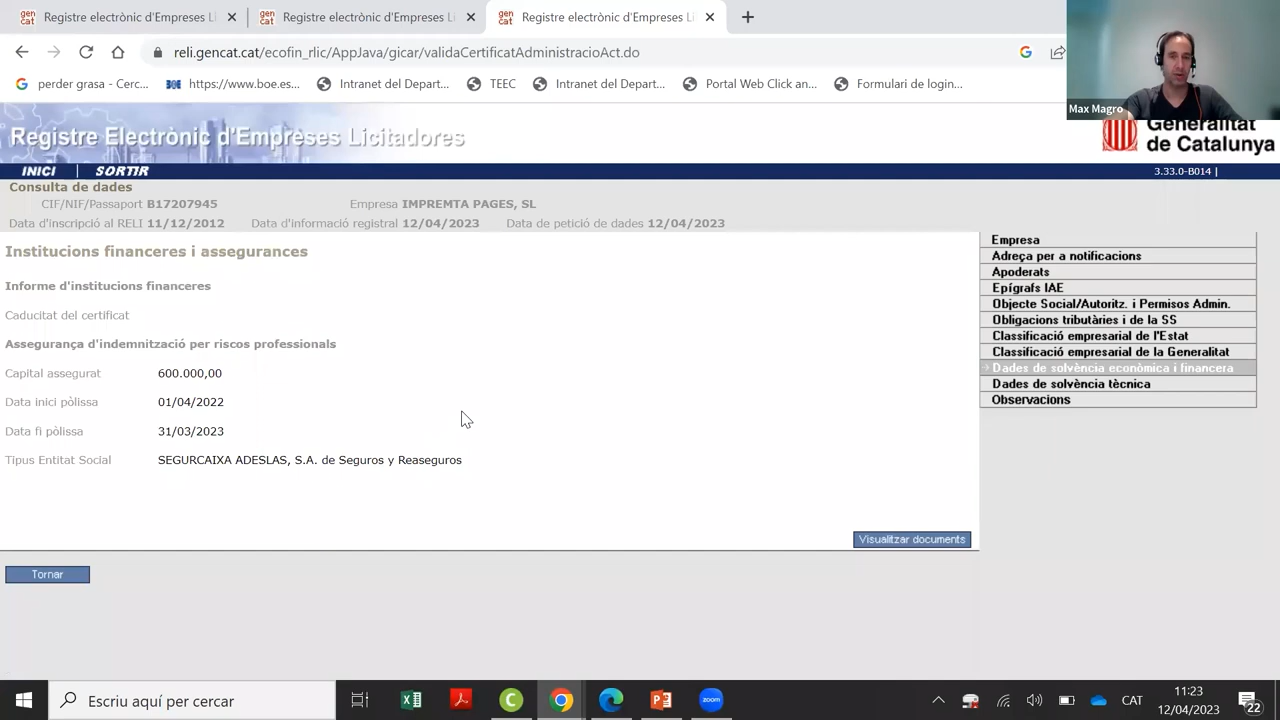 Registre electrònic d'Empreses Li
Registre electrònic d'Empreses Li
Registre electrònic d'Empreses Li
reli.gencat.cat/ecofin_rlic/AppJava/gicar/validaCertificatAdministracioAct.do
perder grasa - Cerc... https://www.boe.es... Intranet del Depart... TEEC Intranet del Depart... Portal Web Click an... Formulari de login...
Max Magro
Registre Electrònic d'Empreses Licitadores
Generalitat
de Catalunya
INICI | SORTIR
3.33.0-B014 |
Consulta de dades
CIF/NIF/Passaport B17207945 Empresa IMPREMTA PAGES, SL
Data d'inscripció al RELI 11/12/2012 Data d'informació registral 12/04/2023 Data de petició de dades 12/04/2023
Institucions financeres i assegurances
Informe d'institucions financeres
Caducitat del certificat
Assegurança d'indemnització per riscos professionals
Capital assegurat 600.000,00
Data inici pòlissa 01/04/2022
Data fi pòlissa 31/03/2023
Tipus Entitat Social SEGURCAIXA ADESLAS, S.A. de Seguros y Reaseguros
Visualitzar documents
Tornar
Empresa
Adreça per a notificacions
Apoderats
Epígrafs IAE
Objecte Social/Autoritz. i Permisos Admin.
Obligacions tributàries i de la SS
Classificació empresarial de l'Estat
Classificació empresarial de la Generalitat
Dades de solvència econòmica i financera
Dades de solvència tècnica
Observacions
Escriu aquí per cercar
zoom
CAT
11:23
12/04/2023
22